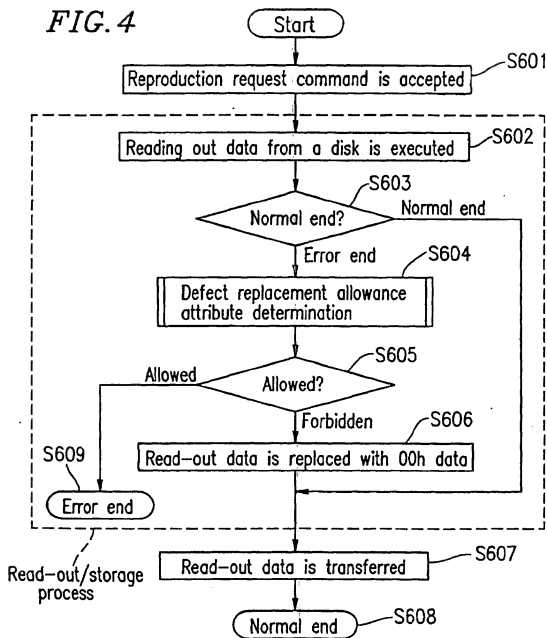 FIG. 4
Start
S601
Reproduction request command is accepted
S602
Reading out data from a disk is executed
S603
Normal end?
Normal end
Error end
S604
Defect replacement allowance
attribute determination
S605
Allowed
Allowed?
Forbidden
S606
Read-out data is replaced with 00h data
S609
Error end
Read-out/storage
process
S607
Read-out data is transferred
S608
Normal end